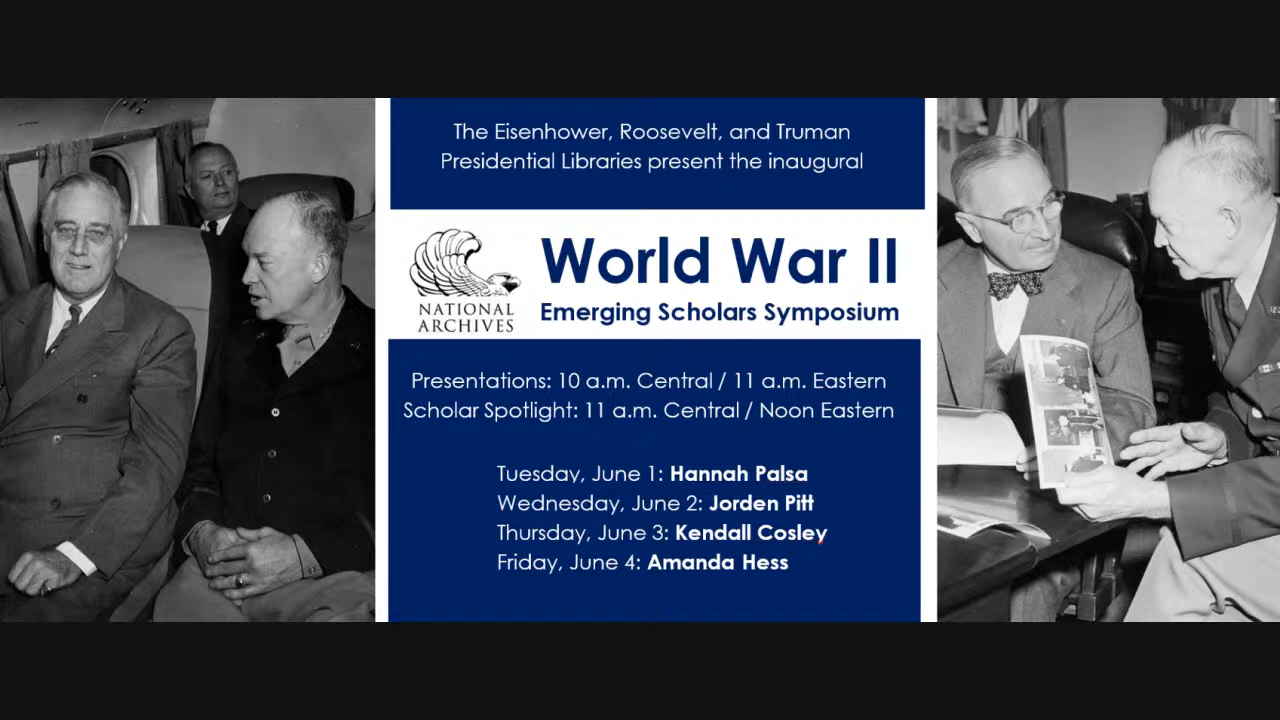 The Eisenhower, Roosevelt, and Truman
Presidential Libraries present the inaugural
NATIONAL
ARCHIVES
World War II
Emerging Scholars Symposium
Presentations: 10 a.m. Central / 11 a.m. Eastern
Scholar Spotlight: 11 a.m. Central / Noon Eastern
Tuesday, June 1: Hannah Palsa
Wednesday, June 2: Jorden Pitt
Thursday, June 3: Kendall Cosley
Friday, June 4: Amanda Hess